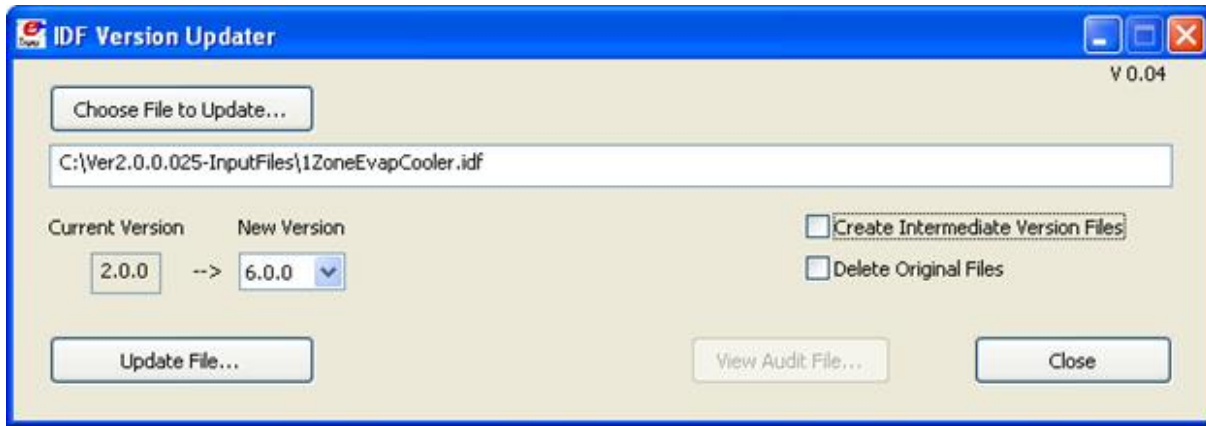 IDF Version Updater
V 0.04
Choose File to Update...
C:\Ver2.0.0.025-InputFiles\1ZoneEvapCooler.idf
Current Version New Version
Create Intermediate Version Files
2.0.0 --> 6.0.0
Delete Original Files
Update File... View Audit File... Close